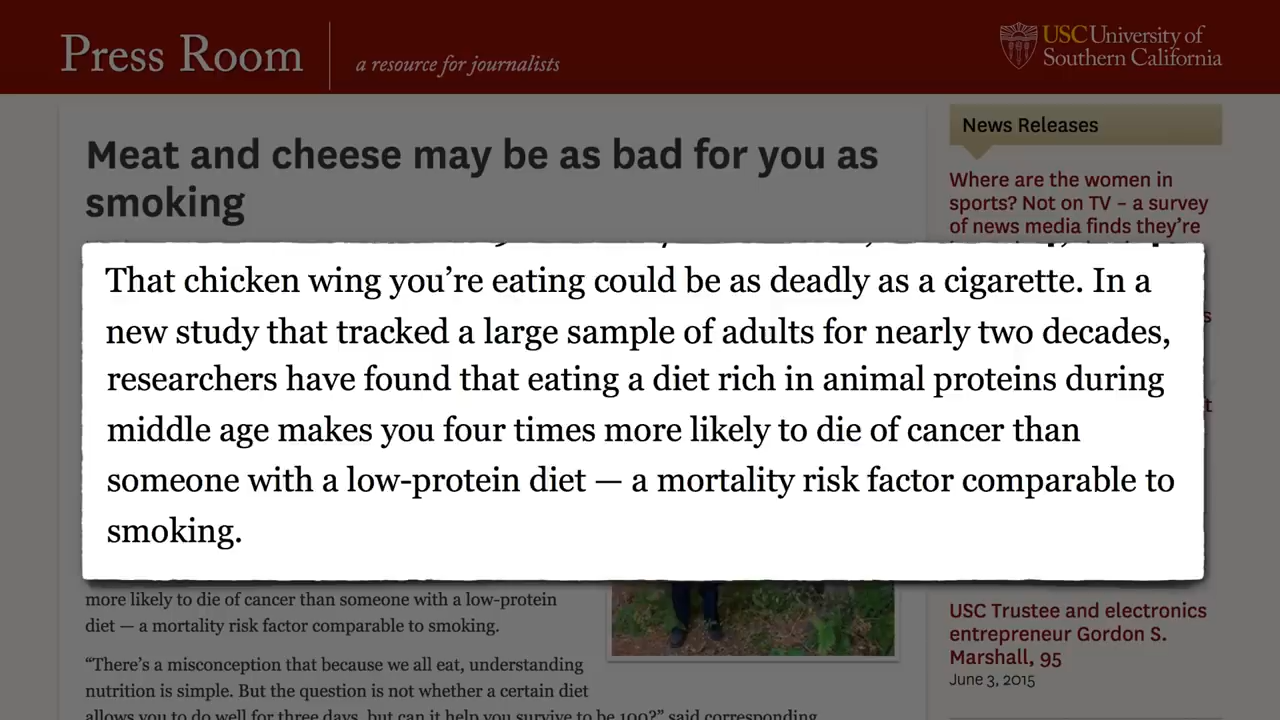 Press Room
a resource for journalists
USC University of
Southern California
Meat and cheese may be as bad for you as
smoking
That chicken wing you’re eating could be as deadly as a cigarette. In a
new study that tracked a large sample of adults for nearly two decades,
researchers have found that eating a diet rich in animal proteins during
middle age makes you four times more likely to die of cancer than
someone with a low-protein diet — a mortality risk factor comparable to
smoking.
more likely to die of cancer than someone with a low-protein
diet — a mortality risk factor comparable to smoking.
“There’s a misconception that because we all eat, understanding
nutrition is simple. But the question is not whether a certain diet
allows you to do well for three days, but can it help you survive to be 100?” said corresponding
News Releases
Where are the women in
sports? Not on TV – a survey
of news media finds they’re
USC Trustee and electronics
entrepreneur Gordon S.
Marshall, 95
June 3, 2015